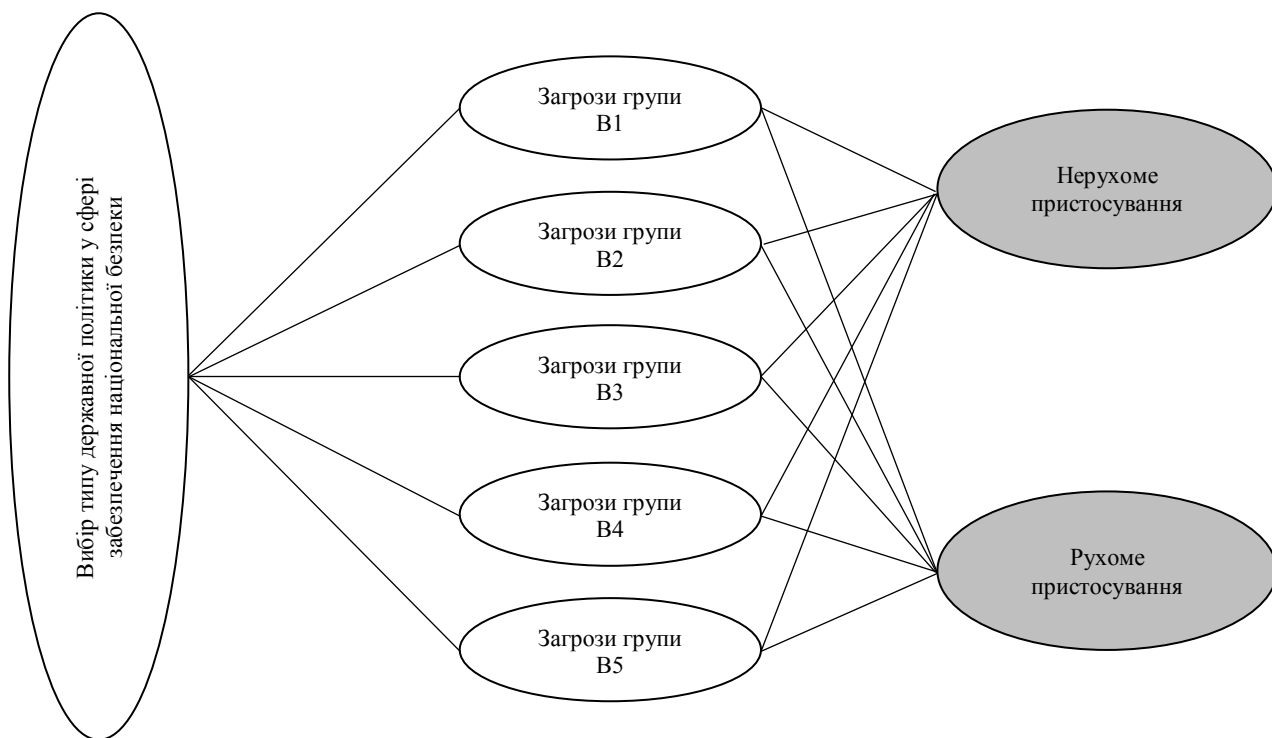 Вибір типу державної політики у сфері
забезпечення національної безпеки
Загрози групи
В1
Загрози групи
В2
Загрози групи
В3
Загрози групи
В4
Загрози групи
В5
Нерухоме
пристосування
Рухоме
пристосування